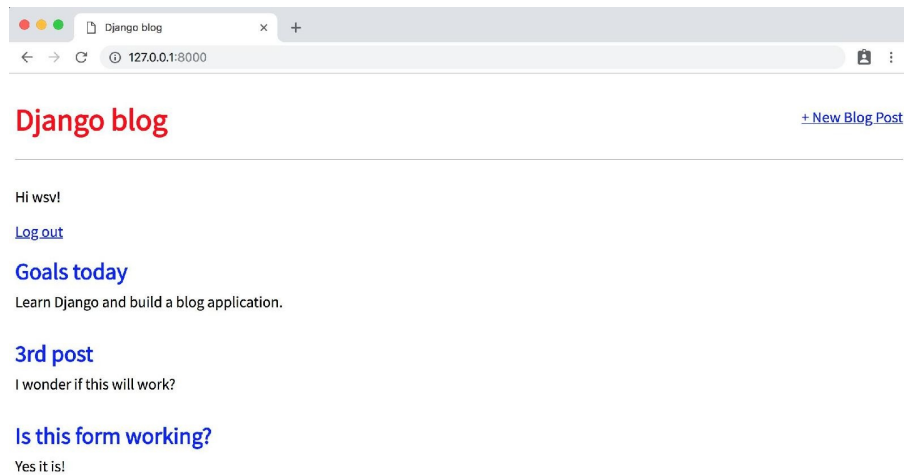 Django blog
127.0.0.1:8000
Django blog
+ New Blog Post
Hi wsv!
Log out
Goals today
Learn Django and build a blog application.
3rd post
I wonder if this will work?
Is this form working?
Yes it is!